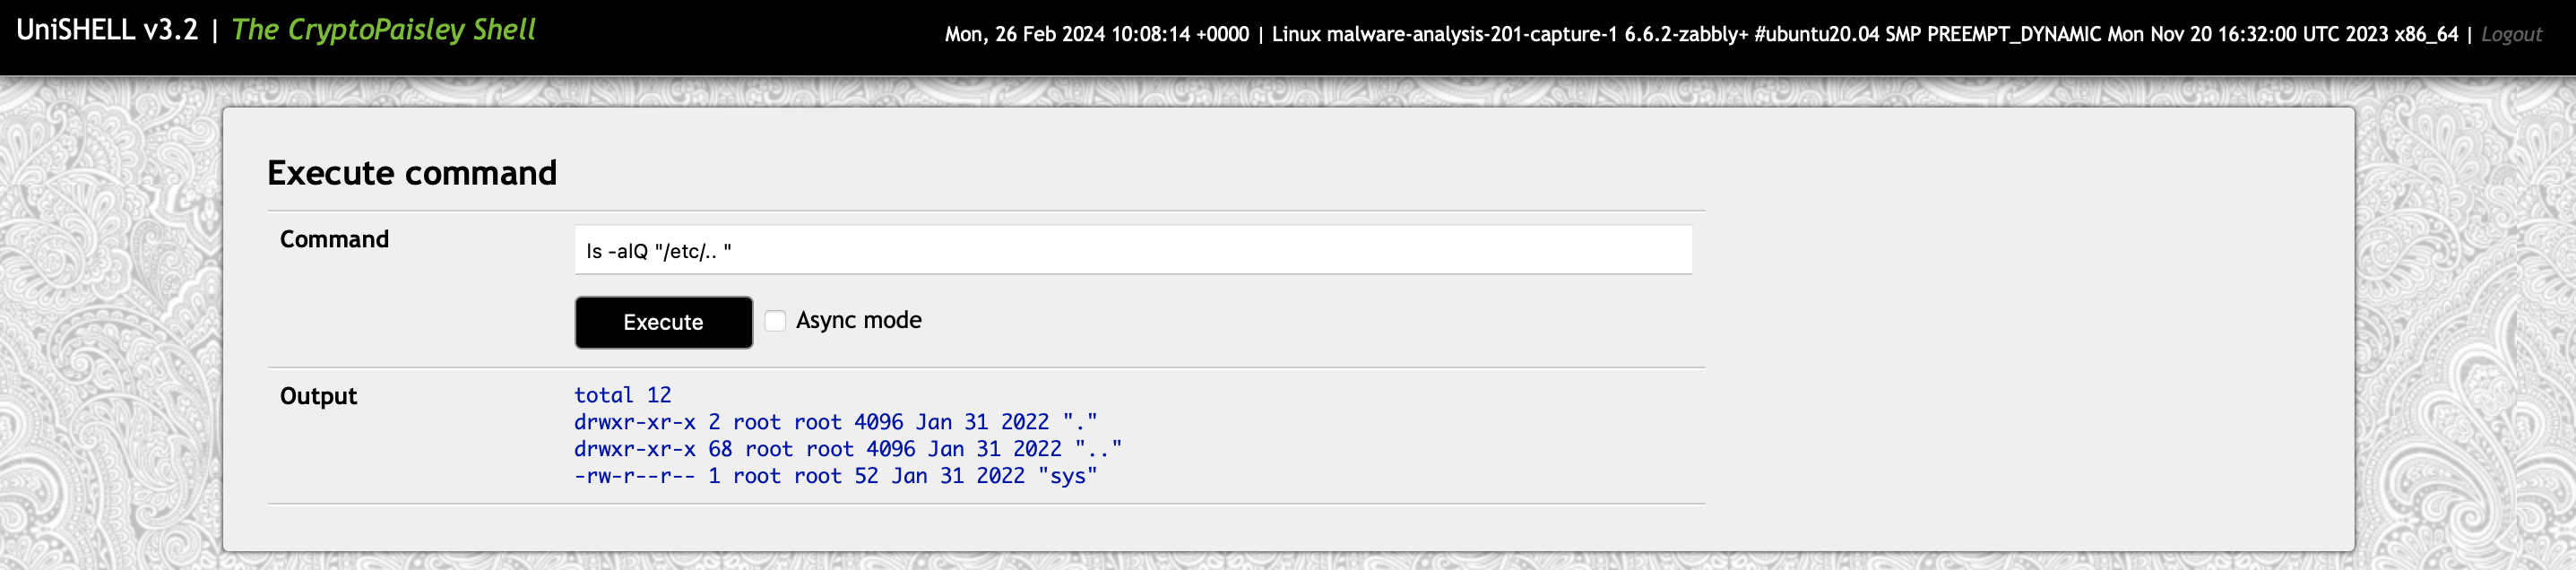 UniSHELL v3.2 | The CryptoPaisley Shell
Mon, 26 Feb 2024 10:08:14 +0000 | Linux malware-analysis-201-capture-1 6.6.2-zabbly+ #ubuntu20.04 SMP PREEMPT_DYNAMIC Mon Nov 20 16:32:00 UTC 2023 x86_64 | Logout
Execute command
Command
ls -alQ "/etc/.. "
Execute
Async mode
Output
total 12
drwxr-xr-x 2 root root 4096 Jan 31 2022 "."
drwxr-xr-x 68 root root 4096 Jan 31 2022 ".."
-rw-r--r-- 1 root root 52 Jan 31 2022 "sys"